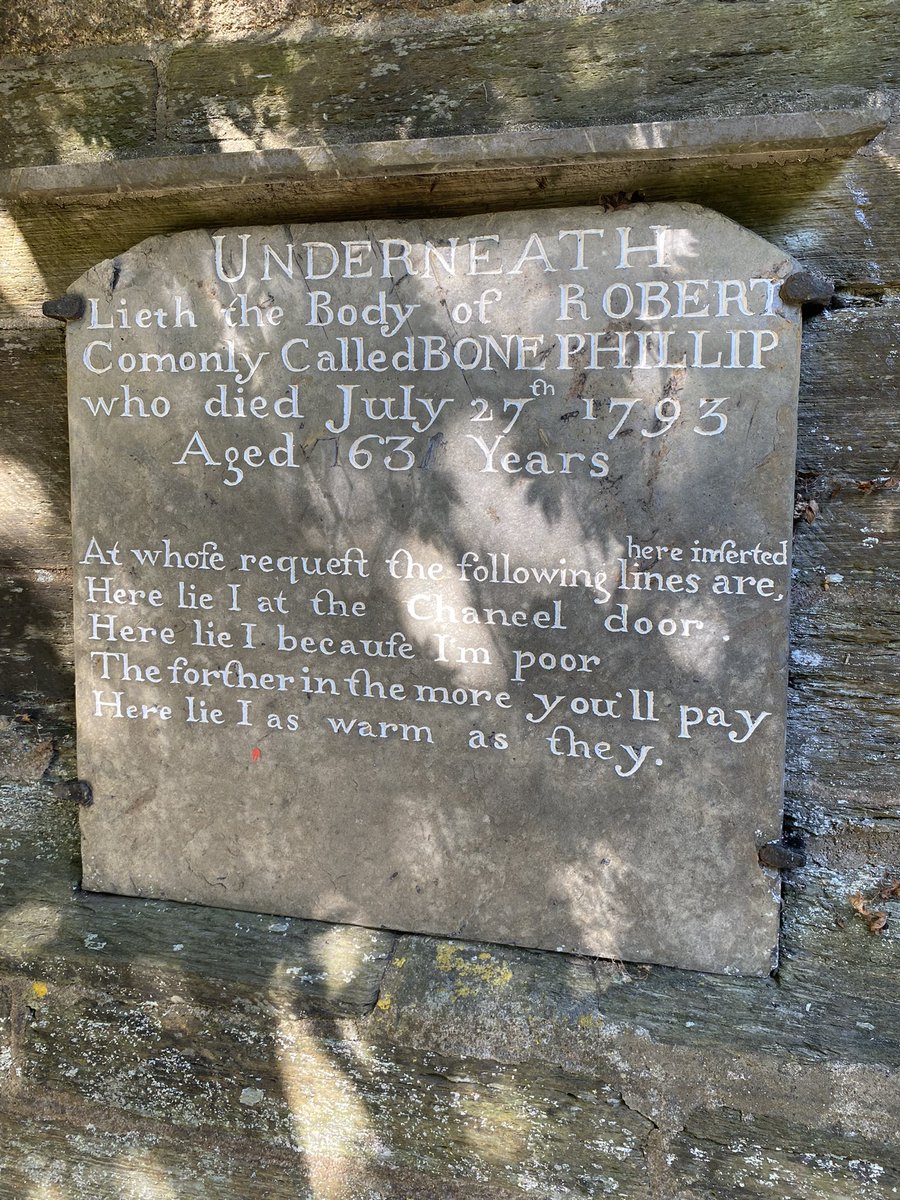 UNDERNEATH
Lieth the Body of ROBERT
Comonly Called BONE PHILLIP
who died July 27th 1793
Aged 63 Years
At whoſe requeſt the following lines are, here inſerted
Here lie I at the Chancel door.
Here lie I becauſe I'm poor
The forther in the more you'll pay
Here lie I as warm as they.